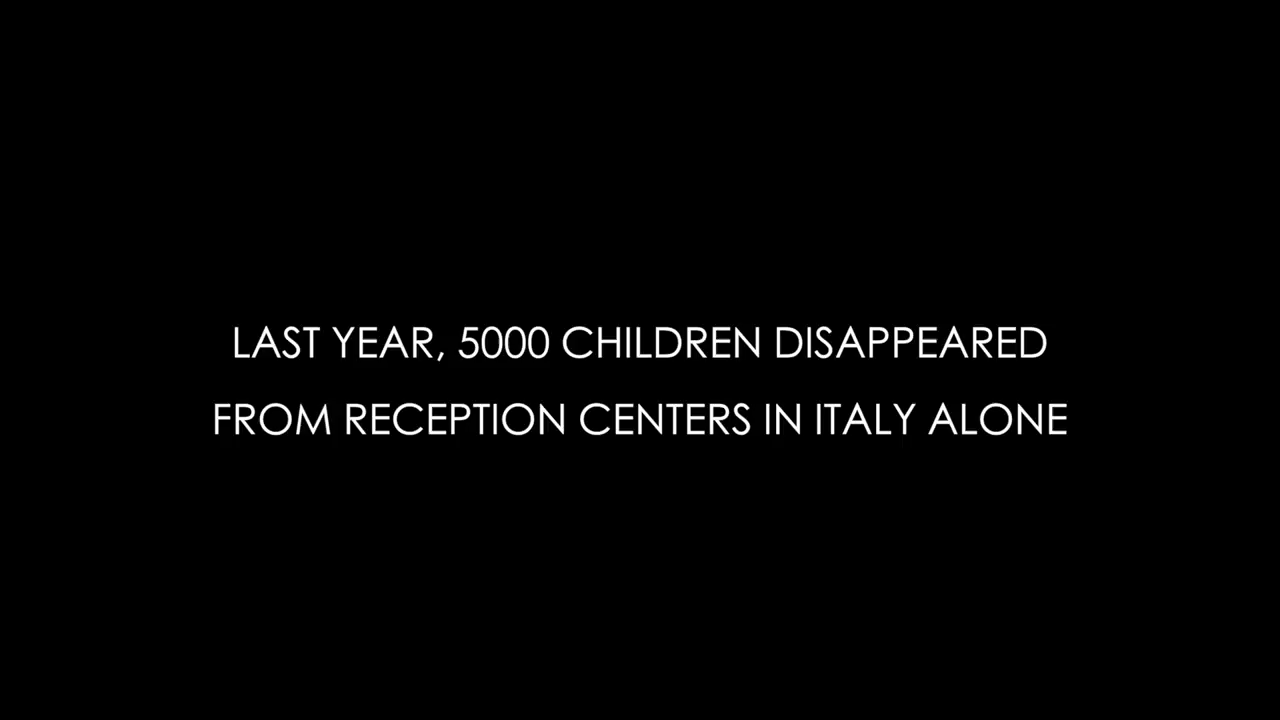 LAST YEAR, 5000 CHILDREN DISAPPEARED
FROM RECEPTION CENTERS IN ITALY ALONE